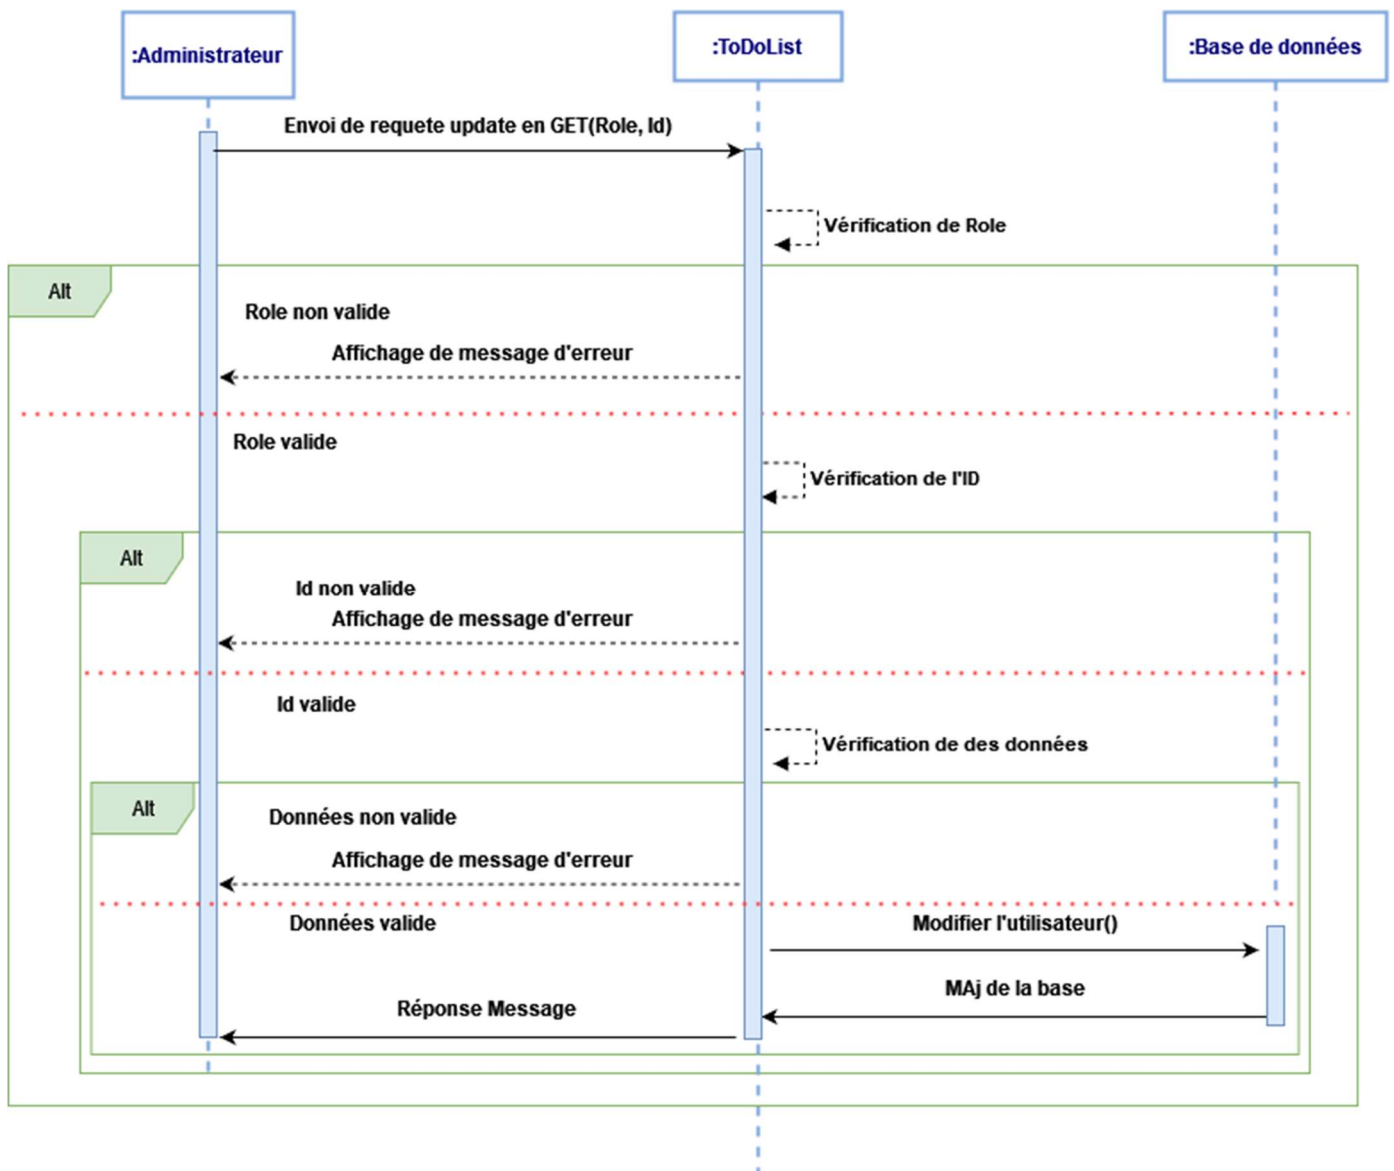 :Administrateur
:ToDoList
:Base de données
Envoi de requete update en GET(Role, Id)
Vérification de Role
Alt
Role non valide
Affichage de message d'erreur
Role valide
Vérification de l'ID
Alt
Id non valide
Affichage de message d'erreur
Id valide
Vérification de des données
Alt
Données non valide
Affichage de message d'erreur
Données valide
Modifier l'utilisateur()
MAj de la base
Réponse Message